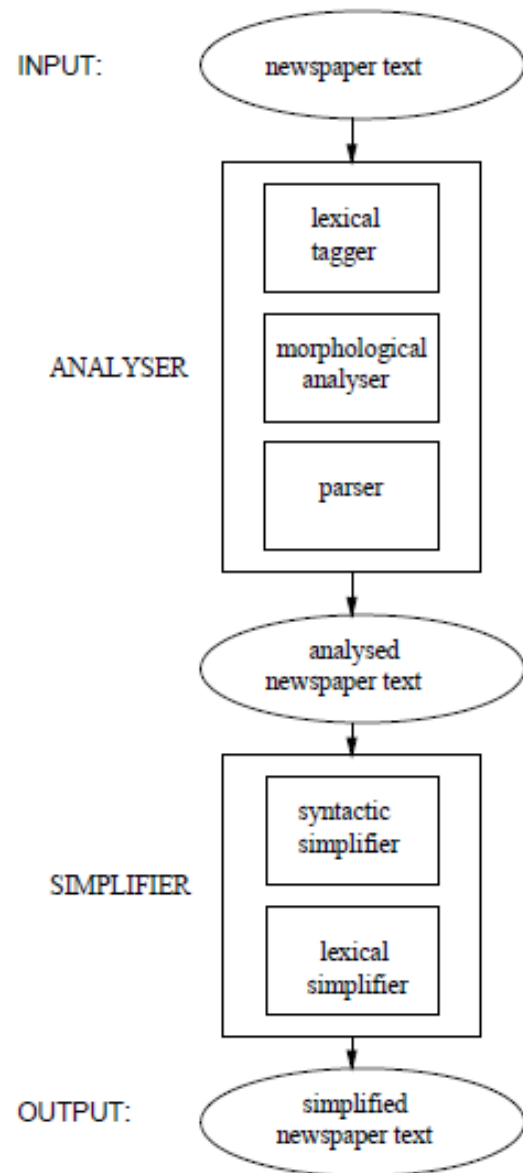 INPUT:
newspaper text
lexical
tagger
ANALYSER
morphological
analyser
parser
analysed
newspaper text
syntactic
simplifier
SIMPLIFIER
lexical
simplifier
OUTPUT:
simplified
newspaper text